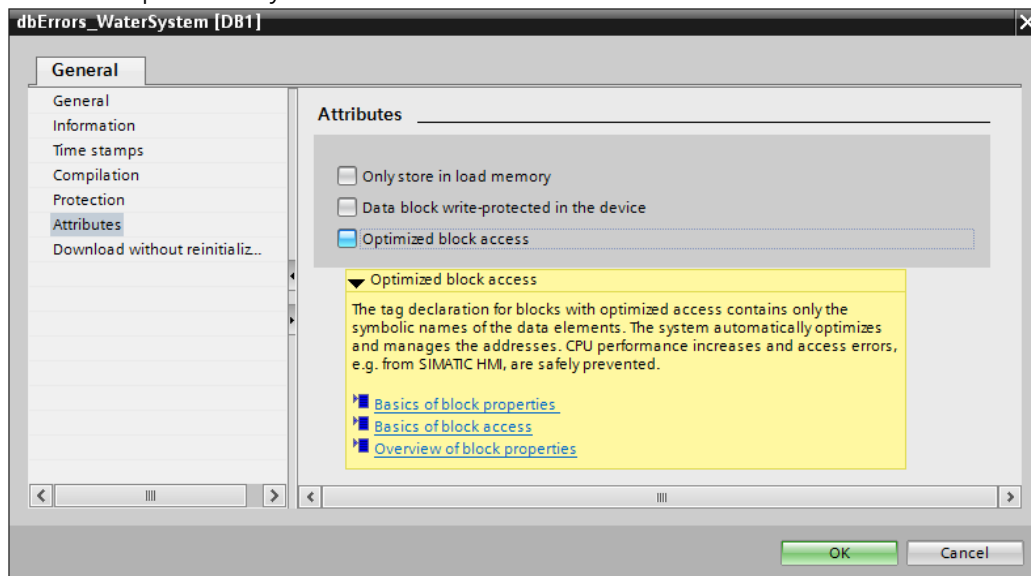 dbErrors_WaterSystem [DB1]
General
General
Information
Time stamps
Compilation
Protection
Attributes
Download without reinitializ...
Attributes
Only store in load memory
Data block write-protected in the device
Optimized block access
Optimized block access
The tag declaration for blocks with optimized access contains only the
symbolic names of the data elements. The system automatically optimizes
and manages the addresses. CPU performance increases and access errors,
e.g. from SIMATIC HMI, are safely prevented.
Basics of block properties
Basics of block access
Overview of block properties
OK
Cancel